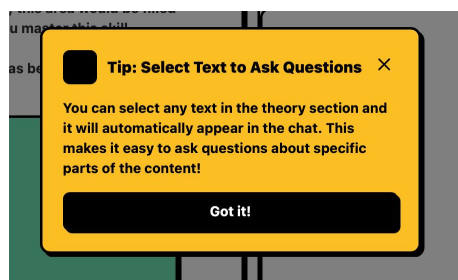 , this area would be filled
u master this skill
as be
Tip: Select Text to Ask Questions
You can select any text in the theory section and
it will automatically appear in the chat. This
makes it easy to ask questions about specific
parts of the content!
Got it!